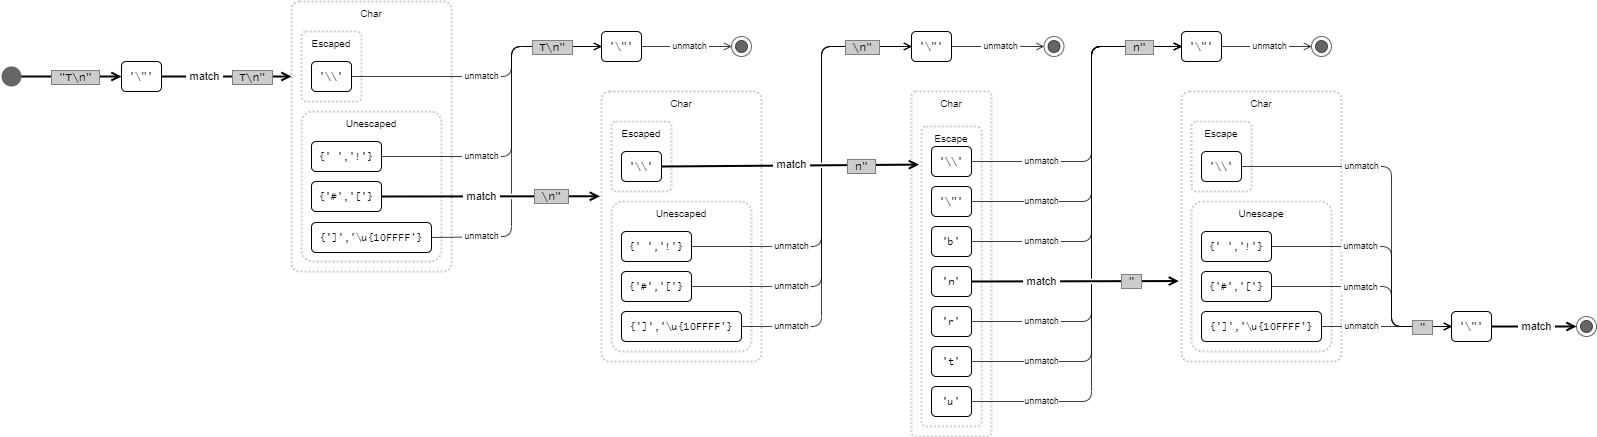 "T\n"
'\"'
match
T\n"
Char
Escaped
'\\'
unmatch
Unescaped
{' ','!'}
unmatch
{'#','['}
match
{']','\u{10FFFF'}
unmatch
T\n"
'\"'
unmatch
\n"
Char
Escaped
'\\'
match
Unescaped
{' ','!'}
unmatch
{'#','['}
unmatch
{']','\u{10FFFF'}
unmatch
\n"
'\"'
unmatch
n"
Char
Escape
'\\'
unmatch
'\"'
unmatch
'b'
unmatch
'n'
match
'r'
unmatch
't'
unmatch
'u'
unmatch
n"
'\"'
unmatch
"
Char
Escape
'\\'
unmatch
Unescape
{' ','!'}
unmatch
{'#','['}
unmatch
{']','\u{10FFFF'}
unmatch
"
'\"'
match